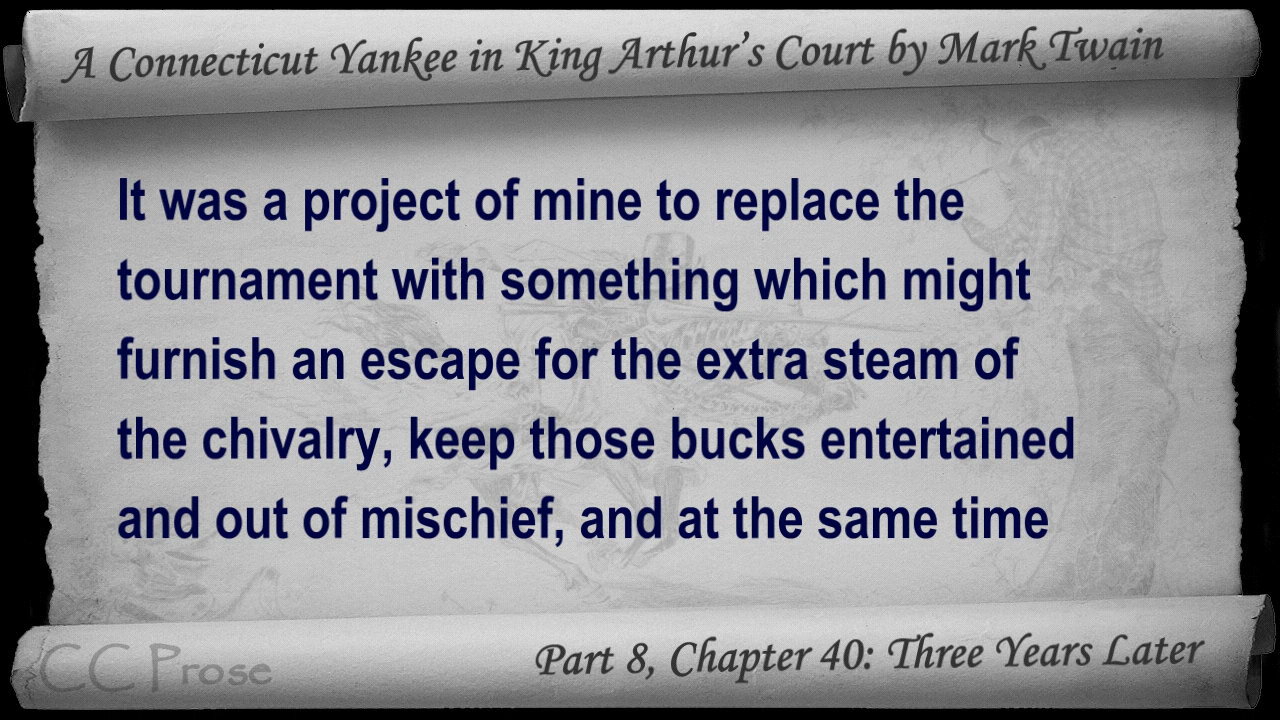 A Connecticut Yankee in King Arthur's Court by Mark Twain
It was a project of mine to replace the
tournament with something which might
furnish an escape for the extra steam of
the chivalry, keep those bucks entertained
and out of mischief, and at the same time
CC Prose
Part 8, Chapter 40: Three Years Later